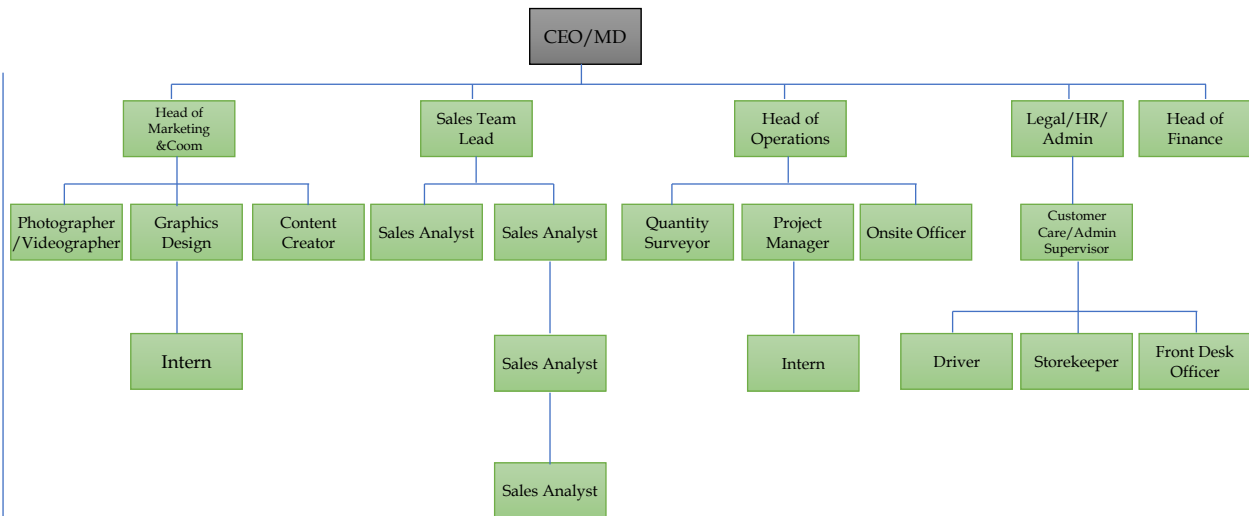 CEO/MD
Head of
Marketing
&Coom
Sales Team
Lead
Head of
Operations
Legal/HR/
Admin
Head of
Finance
Photographer
/Videographer
Graphics
Design
Content
Creator
Sales Analyst
Sales Analyst
Quantity
Surveyor
Project
Manager
Onsite Officer
Customer
Care/Admin
Supervisor
Intern
Sales Analyst
Intern
Driver
Storekeeper
Front Desk
Officer
Sales Analyst